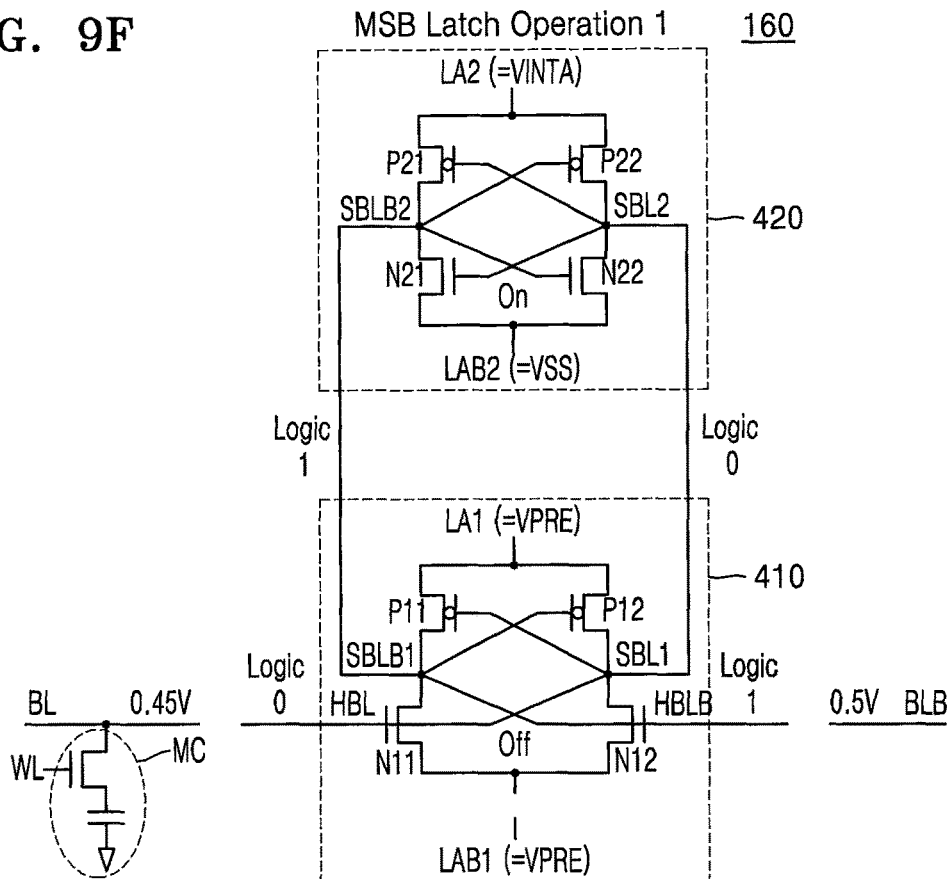 G. 9F
MSB Latch Operation 1
160
LA2 (=VINTA)
P21
P22
SBLB2
SBL2
420
N21
N22
On
LAB2 (=VSS)
Logic
1
Logic
0
LA1 (=VPRE)
410
P11
P12
SBLB1
SBL1
Logic
0
Logic
1
BL
0.45V
HBL
HBLB
0.5V
BLB
MC
WL
Off
N11
N12
LAB1 (=VPRE)